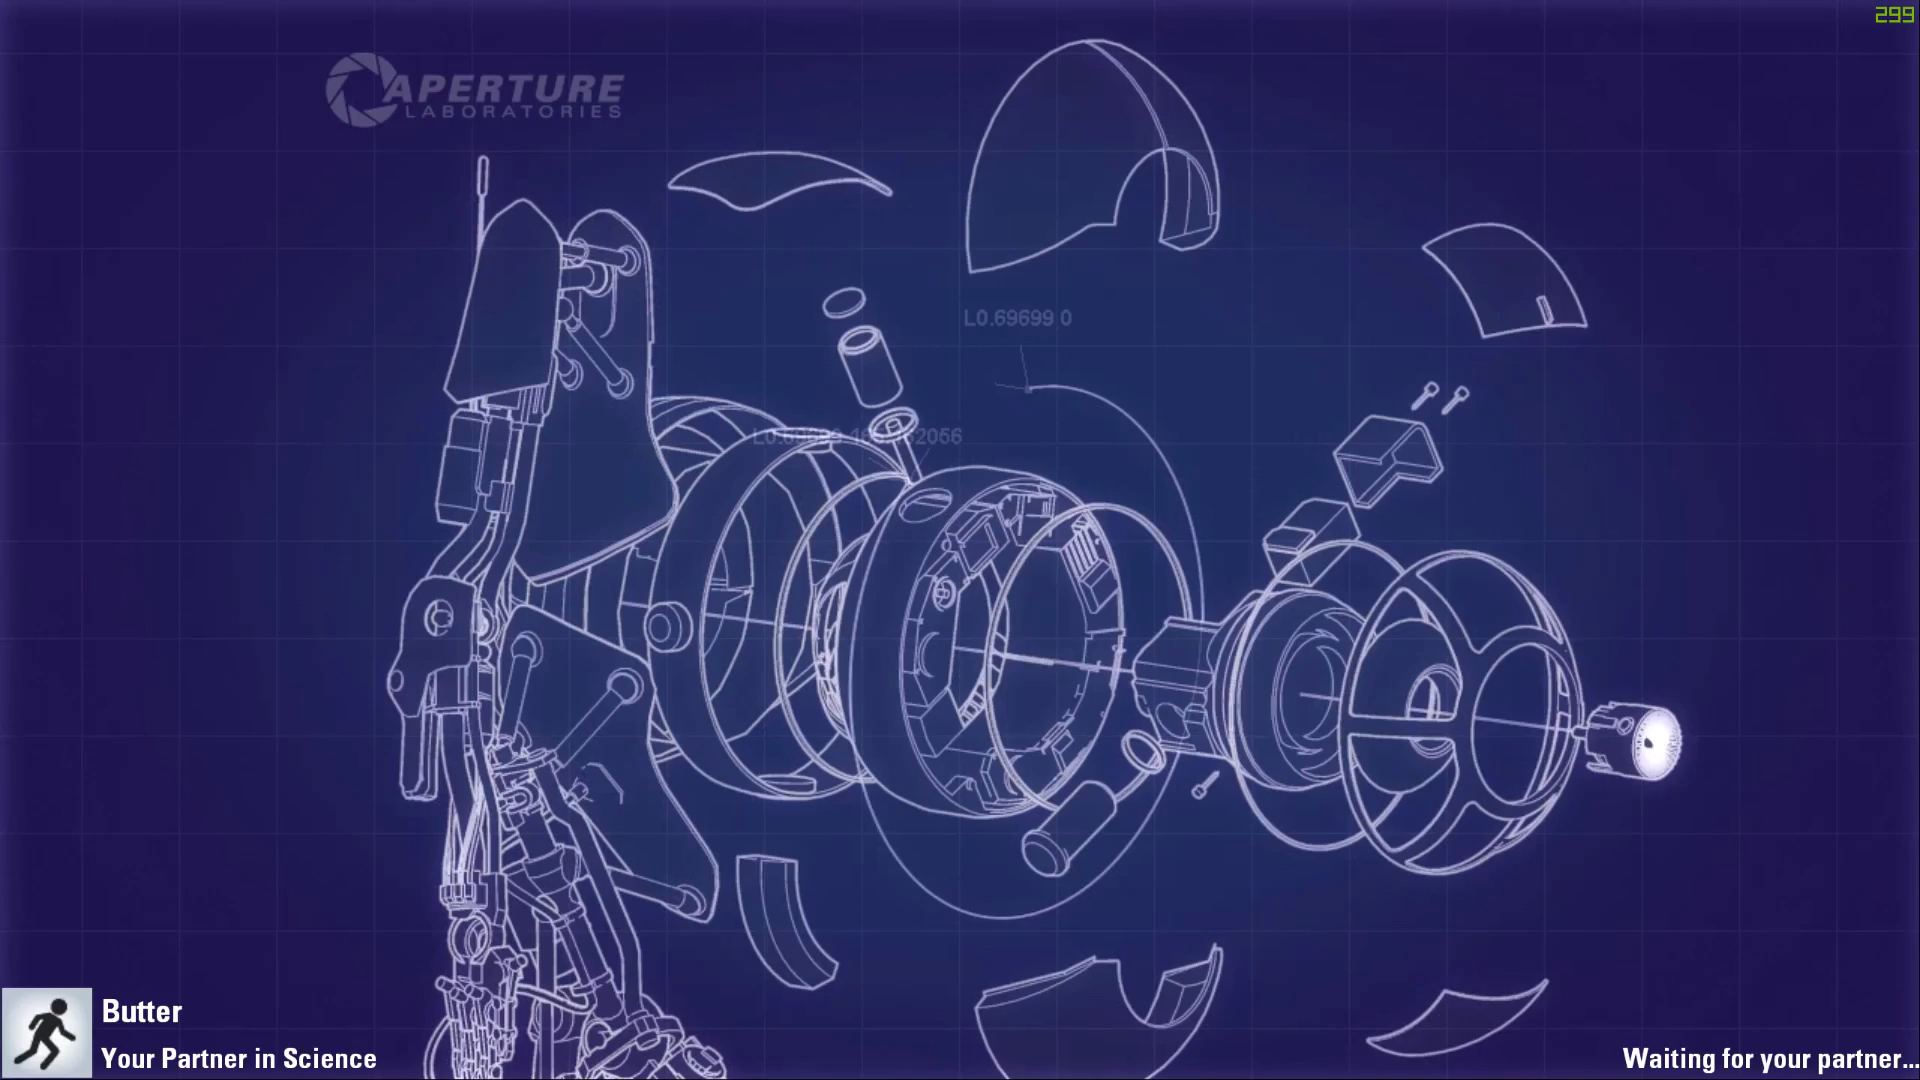 299
APERTURE
LABORATORIES
L0.69699 0
Butter
Your Partner in Science
Waiting for your partner...